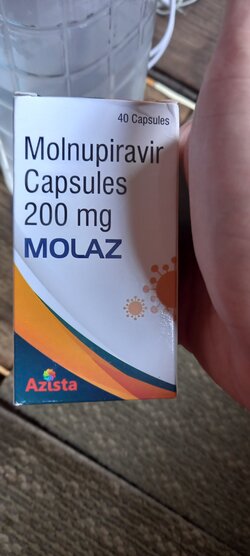 40 Capsules
Molnupiravir
Capsules
200 mg
MOLAZ
Azista